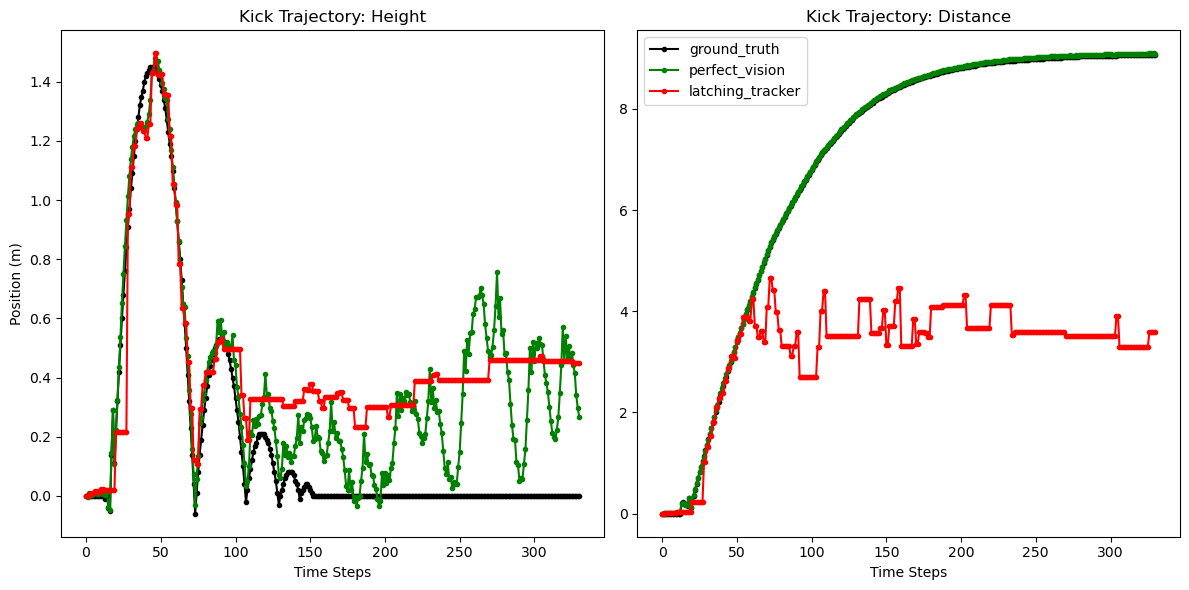 Kick Trajectory: Height
Position (m)
1.4
1.2
1.0
0.8
0.6
0.4
0.2
0.0
0 50 100 150 200 250 300
Time Steps
Kick Trajectory: Distance
ground_truth
perfect_vision
latching_tracker
8
6
4
2
0
0 50 100 150 200 250 300
Time Steps